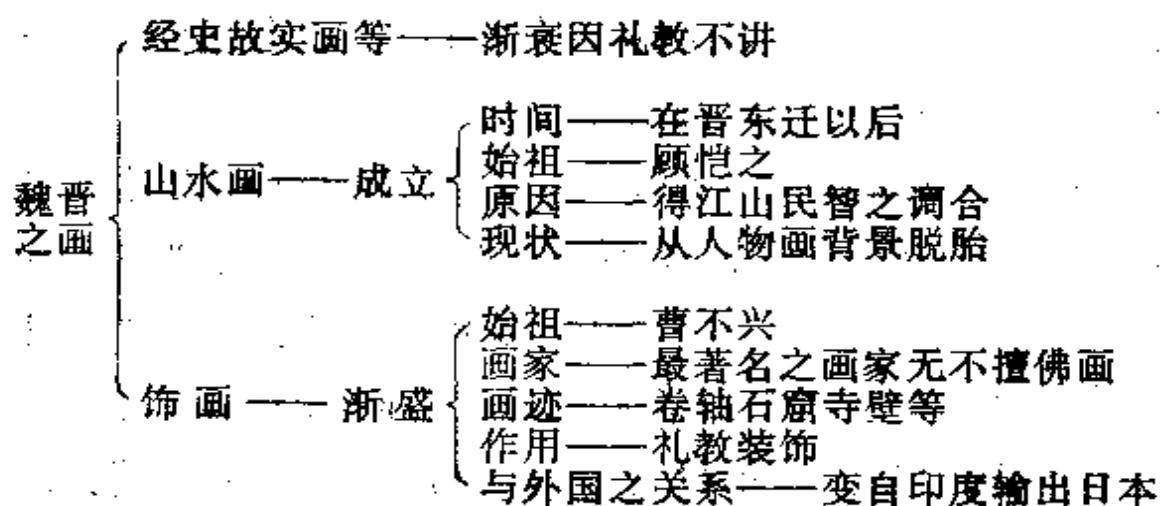 经史故实画等——渐衰因礼教不讲
时间——在晋东迁以后
始祖——顾恺之
山水画——成立
原因——得江山民智之调合
现状——从人物画背景脱胎
魏晋
之画
始祖——曹不兴
画家——最著名之画家无不擅佛画
饰画——渐盛
画迹——卷轴石窟寺壁等
作用——礼教装饰
与外国之关系——变自印度输出日本